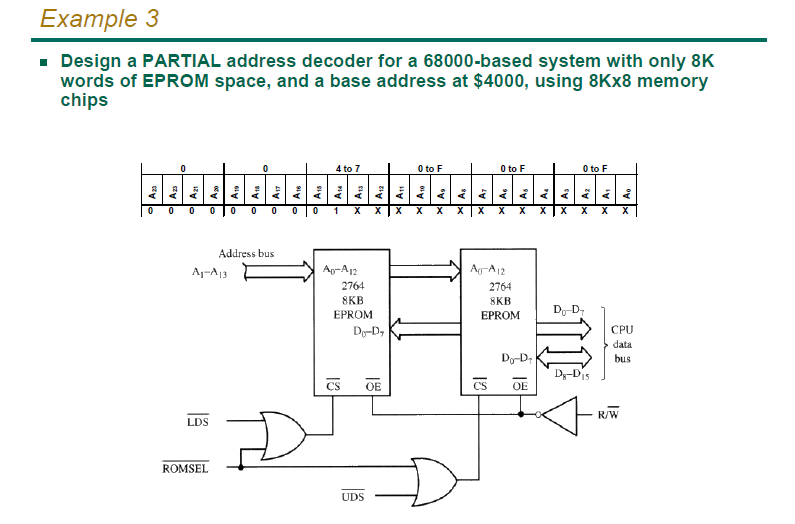 Example 3
Design a PARTIAL address decoder for a 68000-based system with only 8K
words of EPROM space, and a base address at $4000, using 8Kx8 memory
chips
0 0 4 to 7 0 to F 0 to F 0 to F
A23 A23 A21 A20 A19 A18 A17 A16 A15 A14 A13 A12 A11 A10 A9 A8 A7 A6 A5 A4 A3 A2 A1 A0
0 0 0 0 0 0 0 0 0 1 X X X X X X X X X X X X X X
Address bus
A1-A13
A0-A12
2764
8KB
EPROM
D0-D7
CS OE
A0-A12
2764
8KB
EPROM
D0-D7
CS OE
D0-D7
D8-D15
CPU
data
bus
R/W
LDS
ROMSEL
UDS